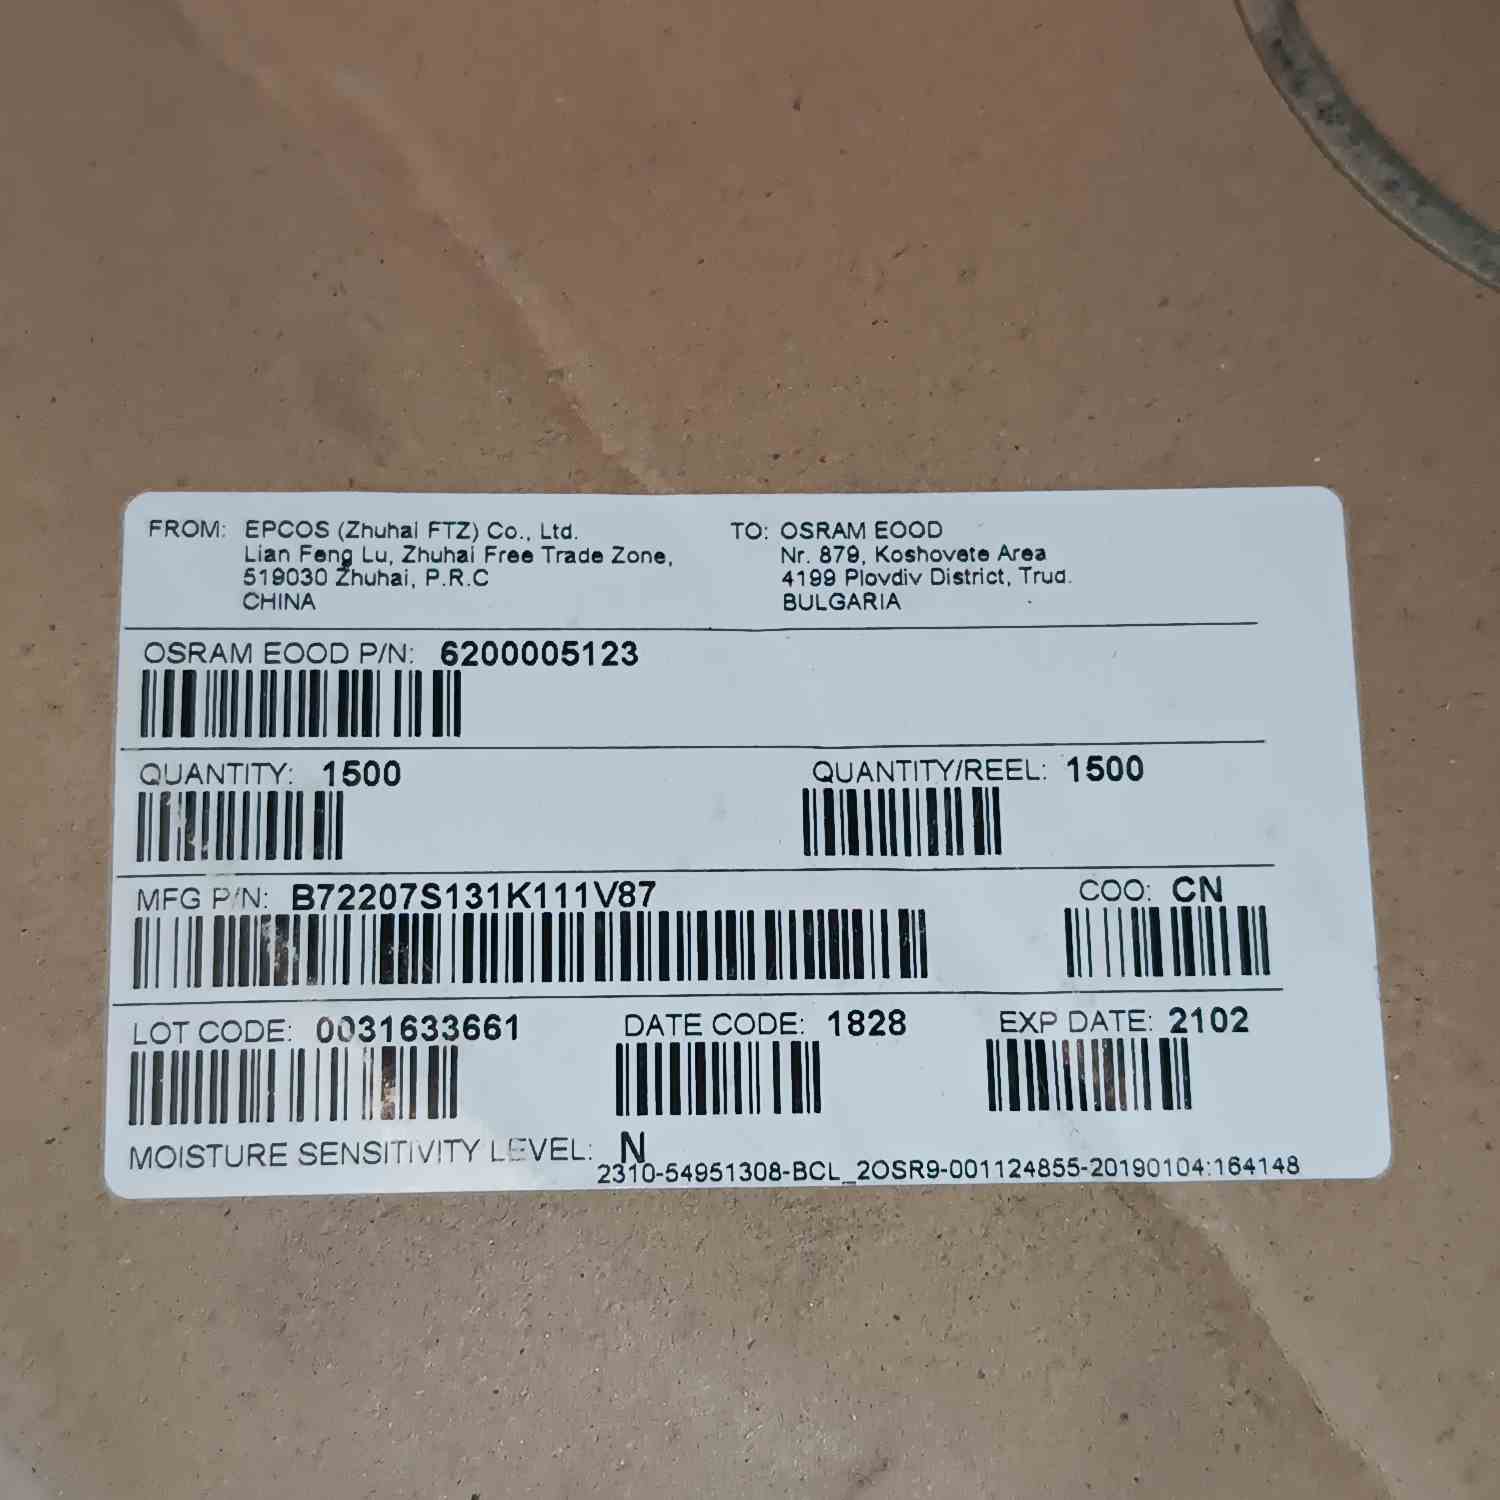 FROM: EPCOS (Zhuhai FTZ) Co., Ltd.
Lian Feng Lu, Zhuhai Free Trade Zone,
519030 Zhuhai, P.R.C
CHINA
TO: OSRAM EOOD
Nr. 879, Koshovete Area
4199 Plovdiv District, Trud.
BULGARIA
OSRAM EOOD P/N: 6200005123
QUANTITY: 1500
QUANTITY/REEL: 1500
MFG P/N: B72207S131K111V87
COO: CN
LOT CODE: 0031633661
DATE CODE: 1828
EXP DATE: 2102
MOISTURE SENSITIVITY LEVEL: N
2310-54951308-BCL_2OSR9-001124855-20190104:164148